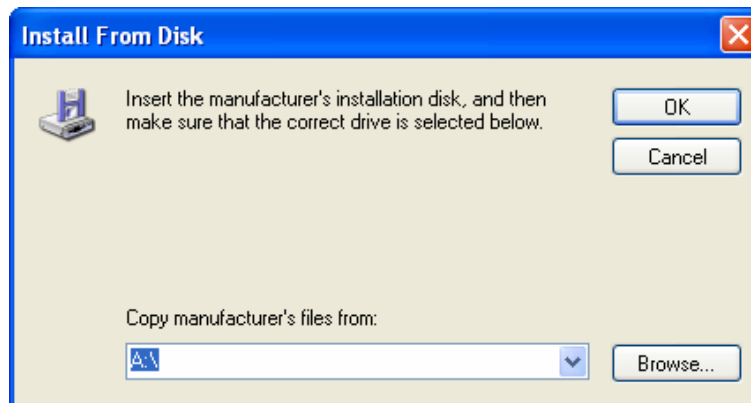 Install From Disk
Insert the manufacturer's installation disk, and then
make sure that the correct drive is selected below.
OK
Cancel
Copy manufacturer's files from:
A:\
Browse...